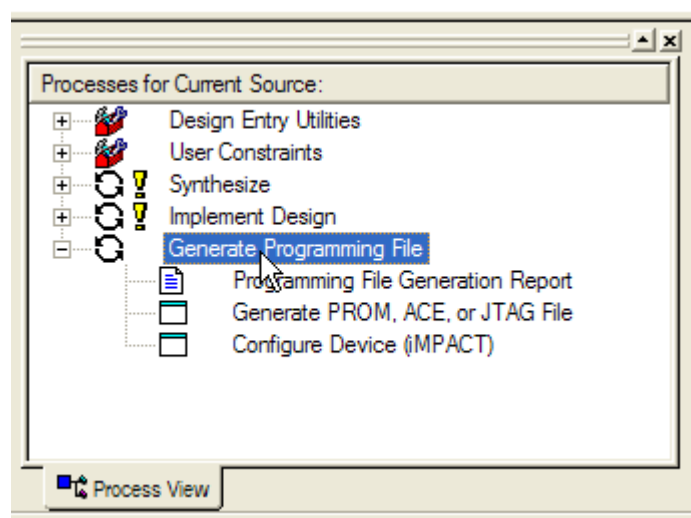 Processes for Current Source:
Design Entry Utilities
User Constraints
Synthesize
Implement Design
Generate Programming File
Programming File Generation Report
Generate PROM, ACE, or JTAG File
Configure Device (iMPACT)
Process View